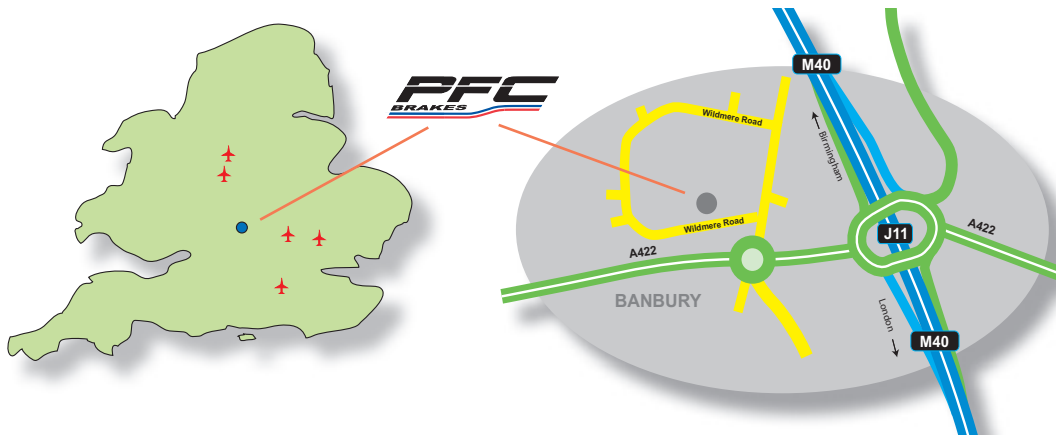 PFC
BRAKES
M40
Wildmere Road
Birmingham
Wildmere Road
A422
J11
A422
BANBURY
London
M40